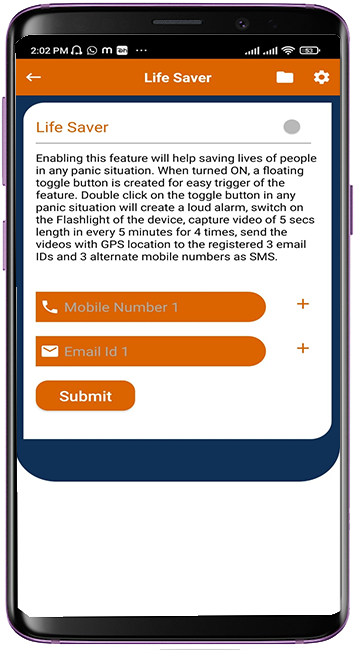 2:02 PM ... 53
Life Saver
Life Saver
Enabling this feature will help saving lives of people
in any panic situation. When turned ON, a floating
toggle button is created for easy trigger of the
feature. Double click on the toggle button in any
panic situation will create a loud alarm, switch on
the Flashlight of the device, capture video of 5 secs
length in every 5 minutes for 4 times, send the
videos with GPS location to the registered 3 email
IDs and 3 alternate mobile numbers as SMS.
Mobile Number 1 +
Email Id 1 +
Submit